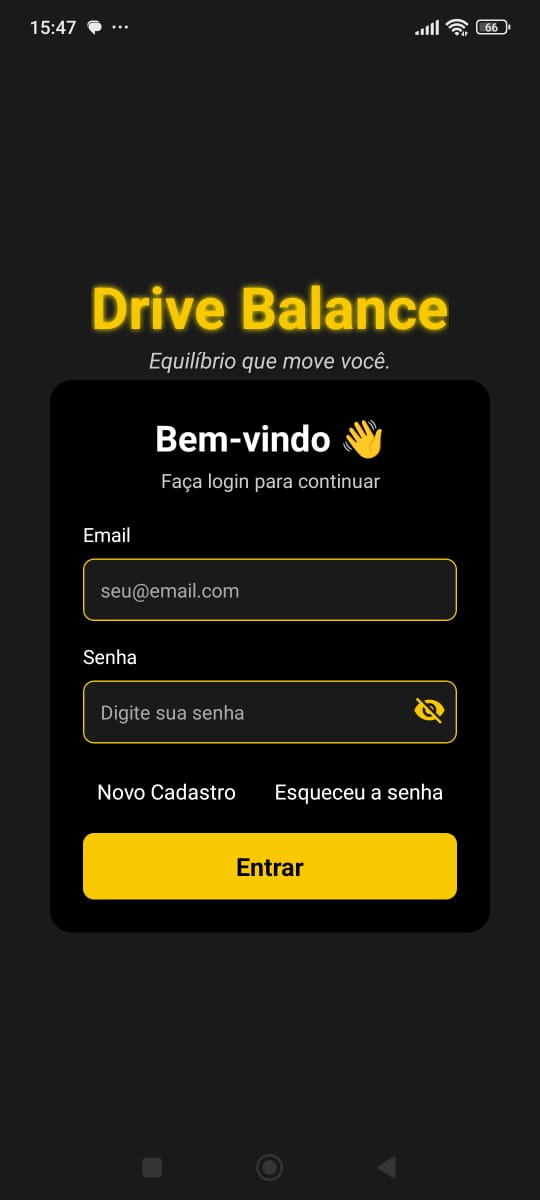 15:47
66
Drive Balance
Equilíbrio que move você.
Bem-vindo 👋
Faça login para continuar
Email
seu@email.com
Senha
Digite sua senha
Novo Cadastro Esqueceu a senha
Entrar